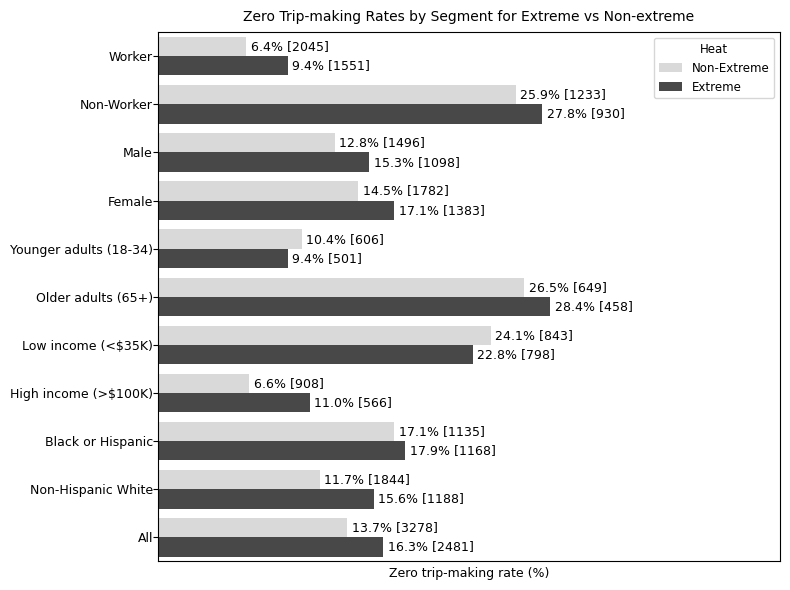 Zero Trip-making Rates by Segment for Extreme vs Non-extreme
Heat
Non-Extreme
Extreme
Worker
6.4% [2045]
9.4% [1551]
Non-Worker
25.9% [1233]
27.8% [930]
Male
12.8% [1496]
15.3% [1098]
Female
14.5% [1782]
17.1% [1383]
Younger adults (18-34)
10.4% [606]
9.4% [501]
Older adults (65+)
26.5% [649]
28.4% [458]
Low income (<$35K)
24.1% [843]
22.8% [798]
High income (>$100K)
6.6% [908]
11.0% [566]
Black or Hispanic
17.1% [1135]
17.9% [1168]
Non-Hispanic White
11.7% [1844]
15.6% [1188]
All
13.7% [3278]
16.3% [2481]
Zero trip-making rate (%)